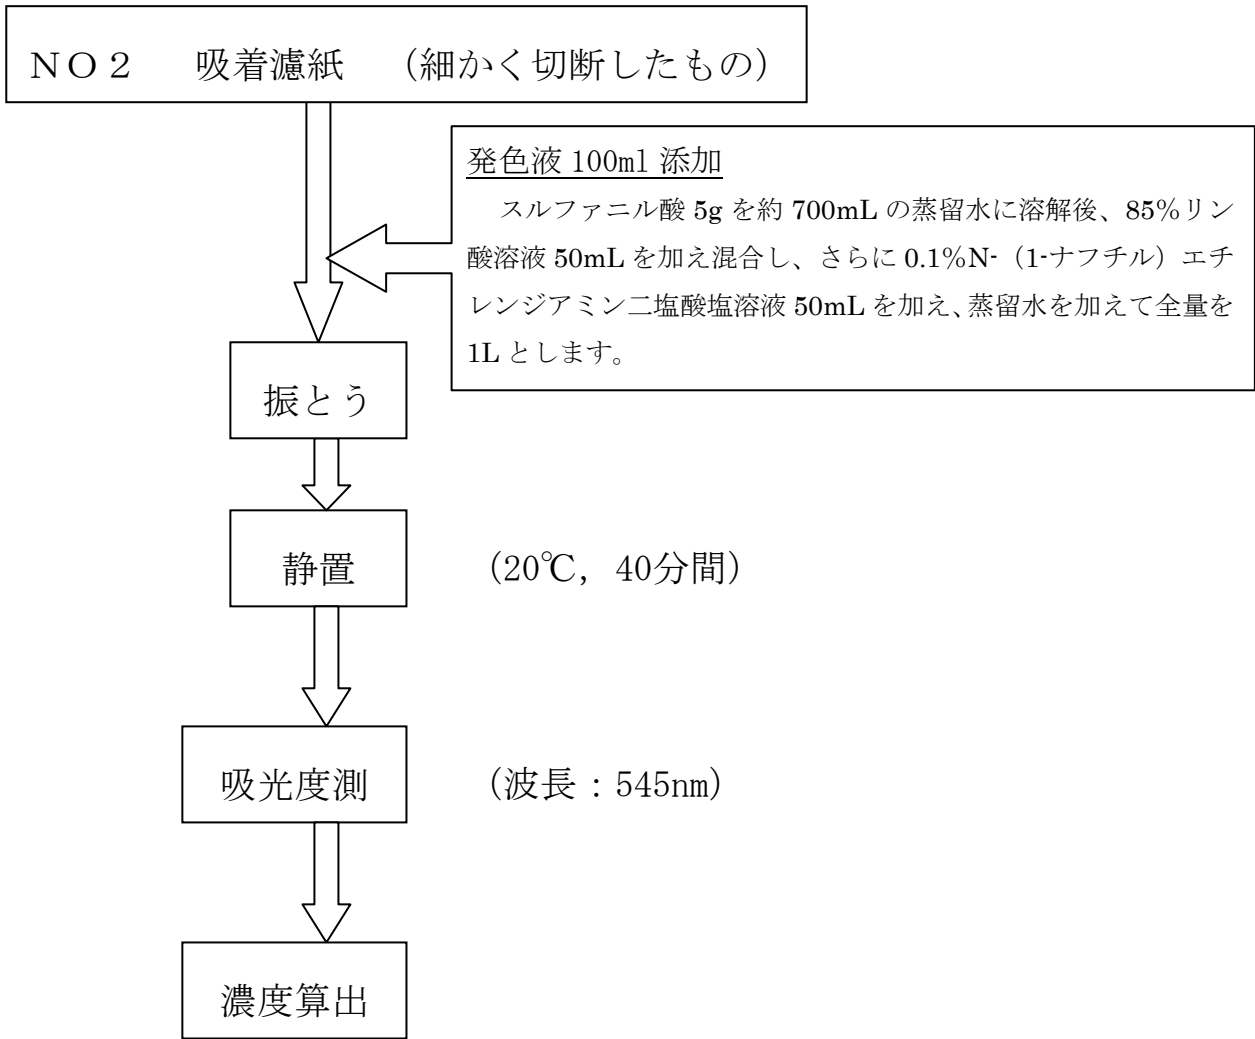 ＮＯ２　吸着濾紙　（細かく切断したもの）
発色液 100ml 添加
スルファニル酸 5g を約 700mL の蒸留水に溶解後、85％リン
酸溶液 50mL を加え混合し、さらに 0.1％N-（1-ナフチル）エチ
レンジアミン二塩酸塩溶液 50mL を加え、蒸留水を加えて全量を
1L とします。
振とう
静置　（20℃，40分間）
吸光度測　（波長：545nm）
濃度算出